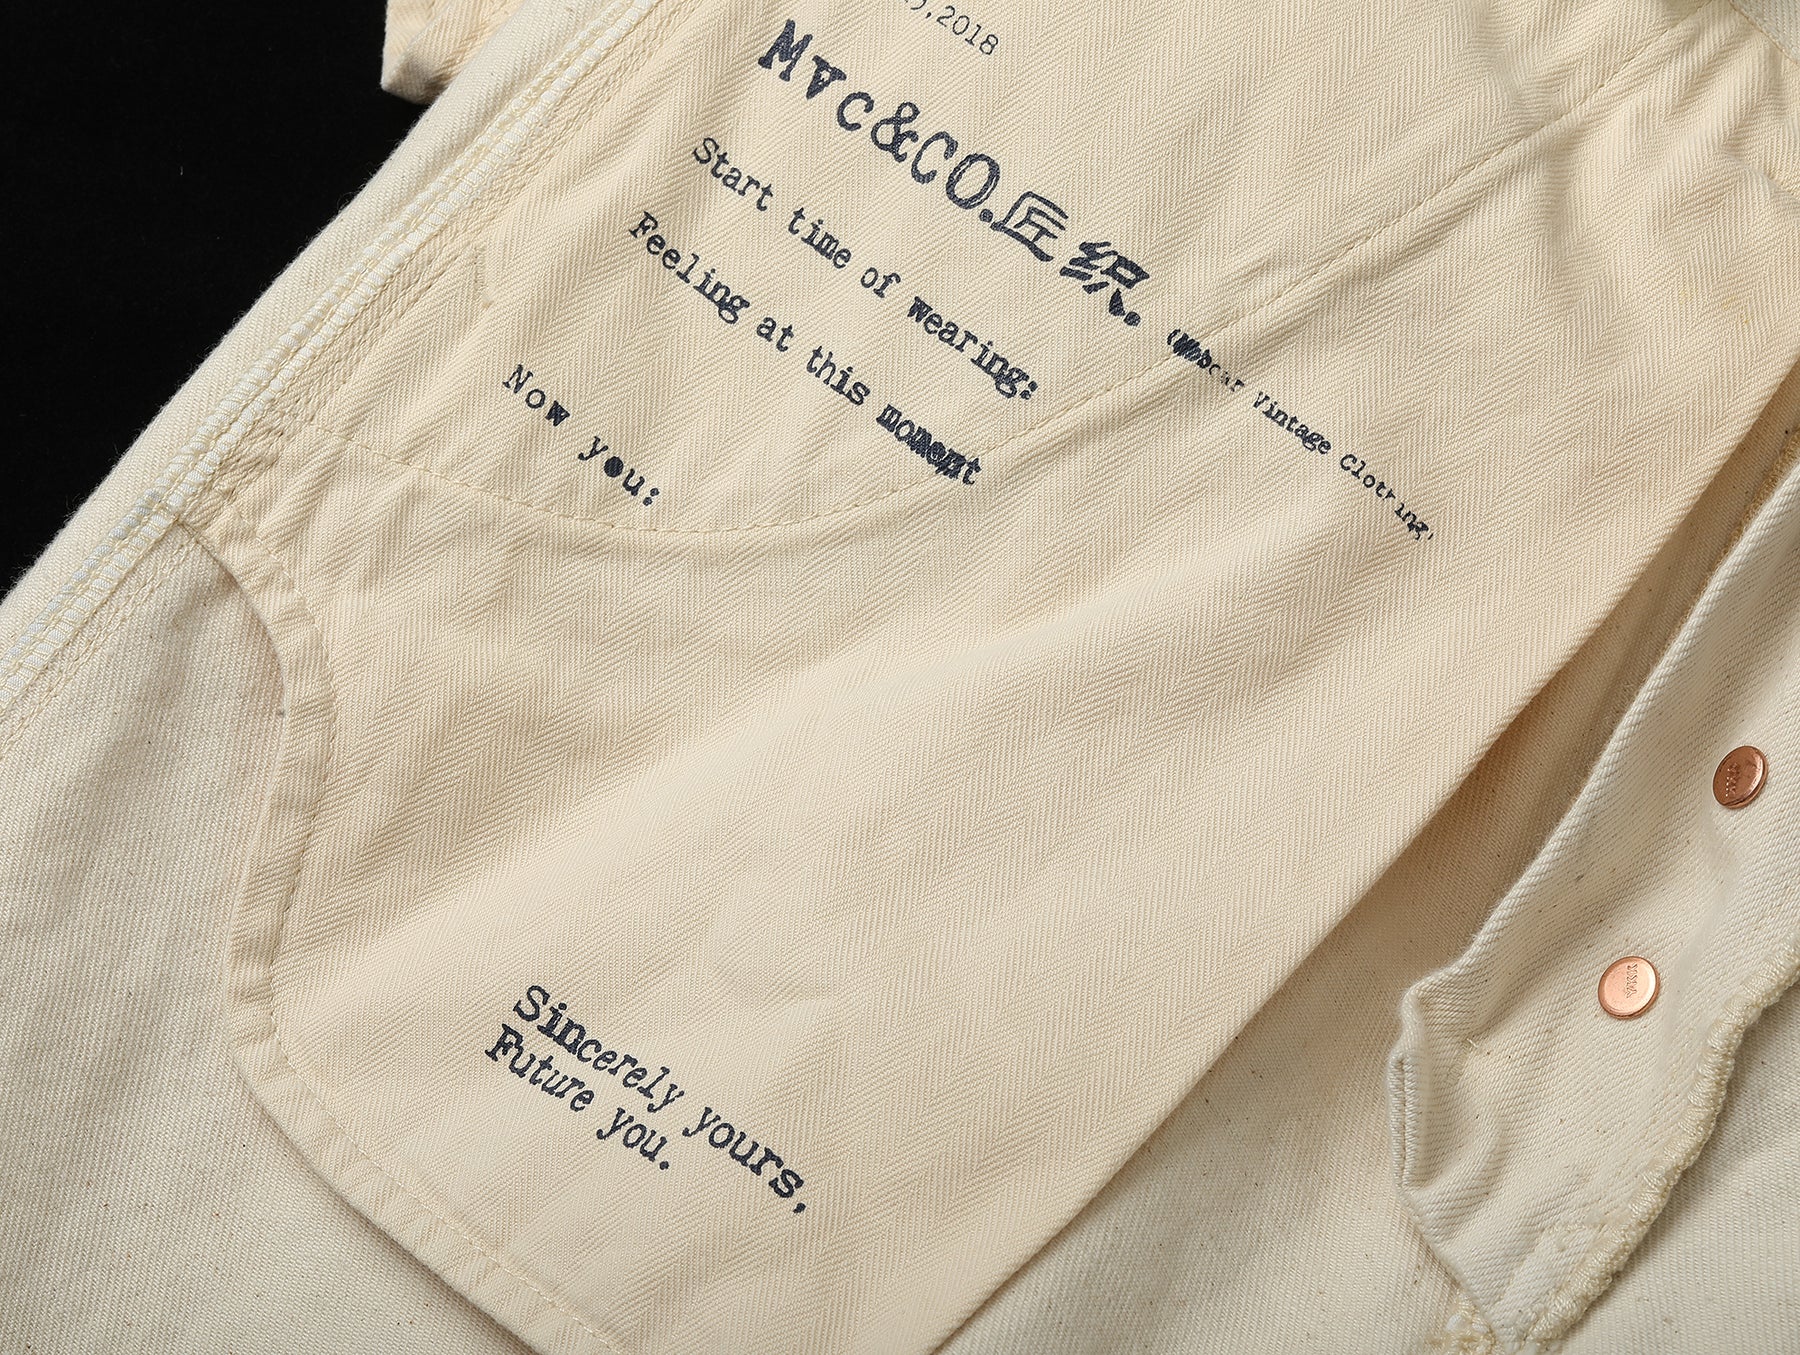 ,2018
Mvc&CO.匠织.
Start time of wearing:
Vintage Clothing
Feeling at this moment
Now you:
Sincerely yours,
Future you.